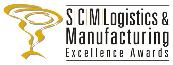 SCM Logistics &
Manufacturing
Excellence Awards